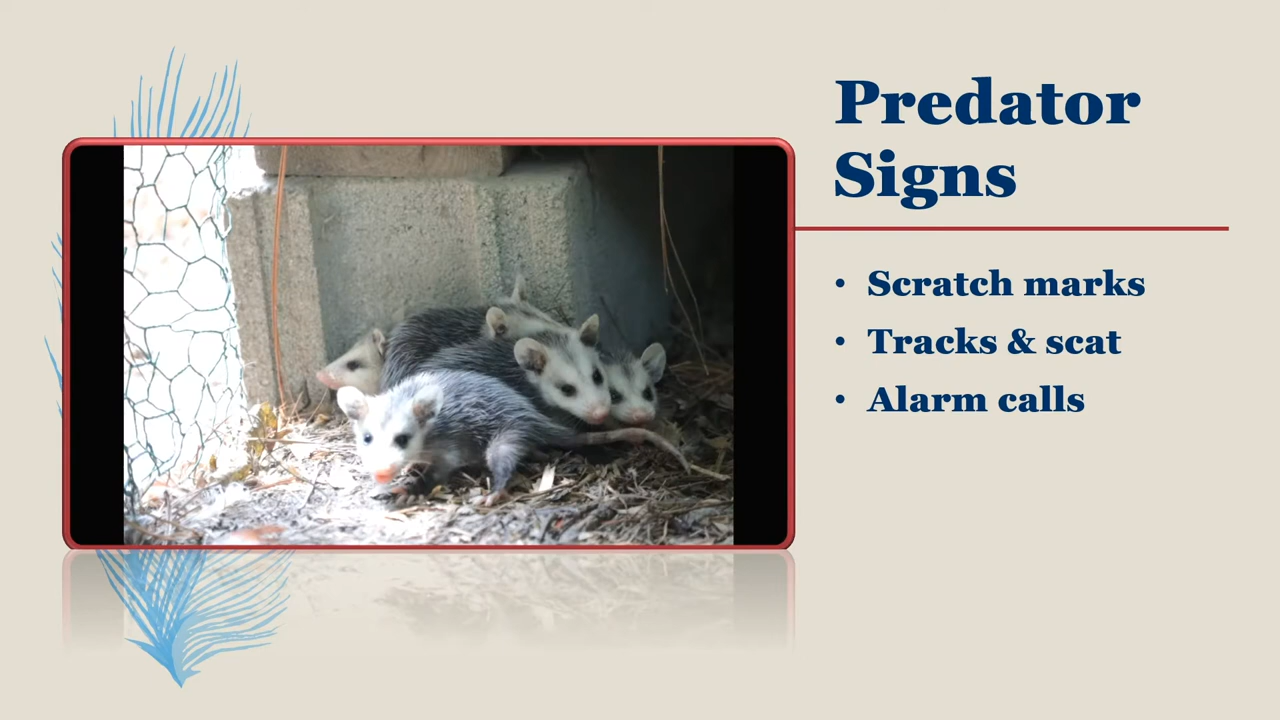 Predator
Signs
• Scratch marks
• Tracks & scat
• Alarm calls